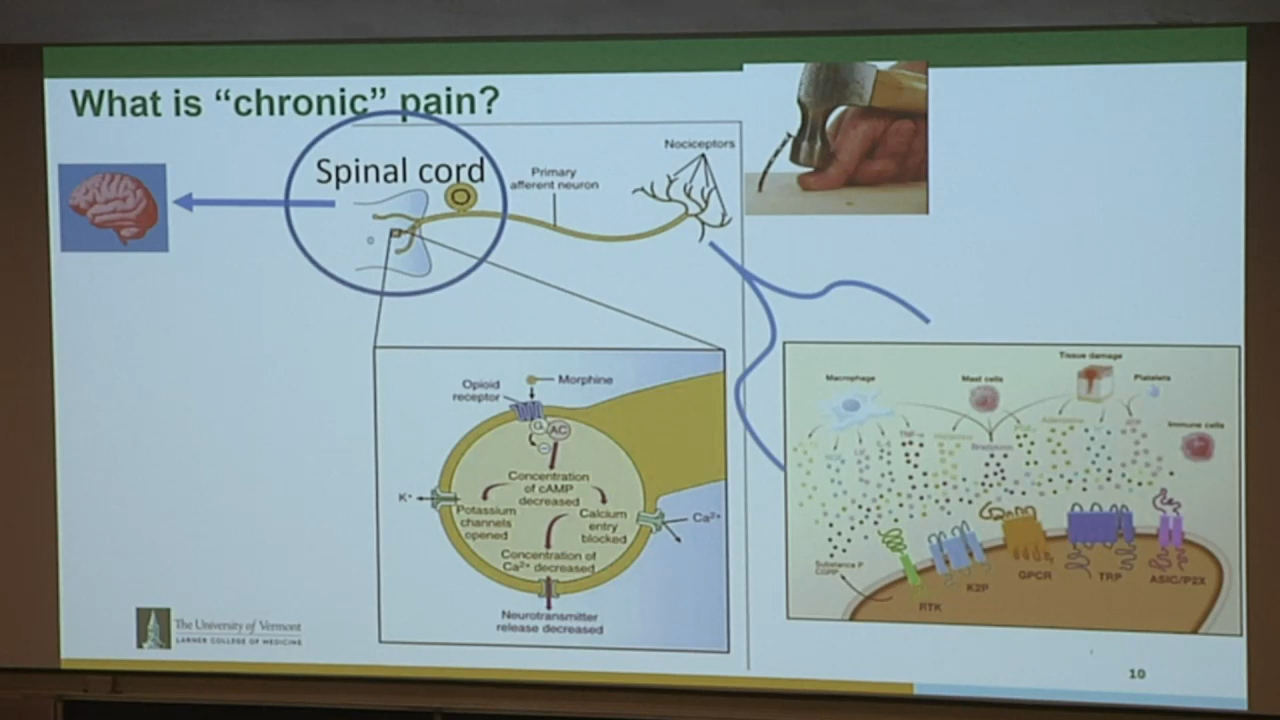 What is “chronic” pain?
Spinal cord
Primary
afferent neuron
Nociceptors
Opioid
receptor
Morphine
G
AC
Concentration
of cAMP
decreased
K+
Potassium
channels
opened
Calcium
entry
blocked
Ca2+
Concentration of
Ca2+ decreased
Neurotransmitter
release decreased
Tissue damage
Macrophage
Mast cells
Platelets
Immune cells
Histamine
Bradykinin
Adenosine
ATP
Substance P
CGRP
RTK
K2P
GPCR
TRP
ASIC/P2X
The University of Vermont
LARNER COLLEGE OF MEDICINE
10